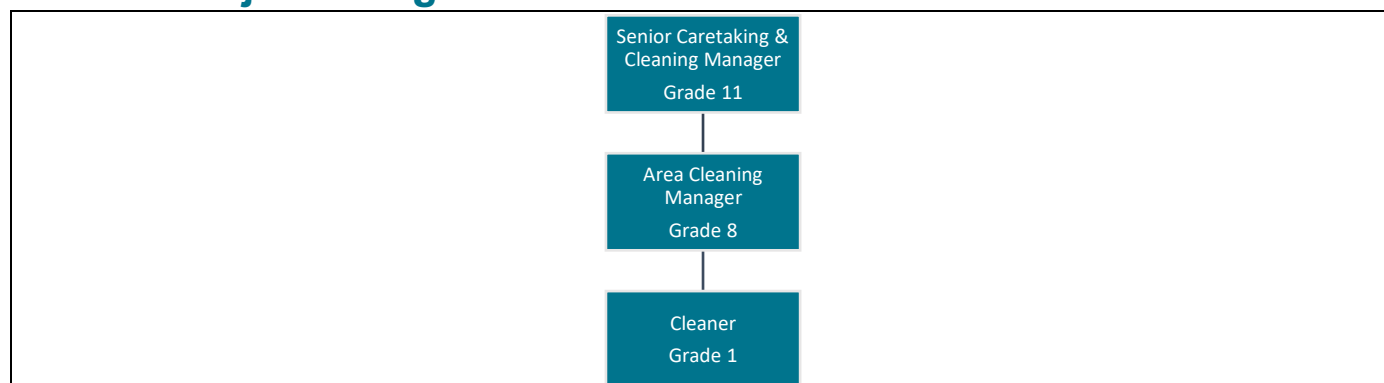 Senior Caretaking &
Cleaning Manager
Grade 11
Area Cleaning
Manager
Grade 8
Cleaner
Grade 1